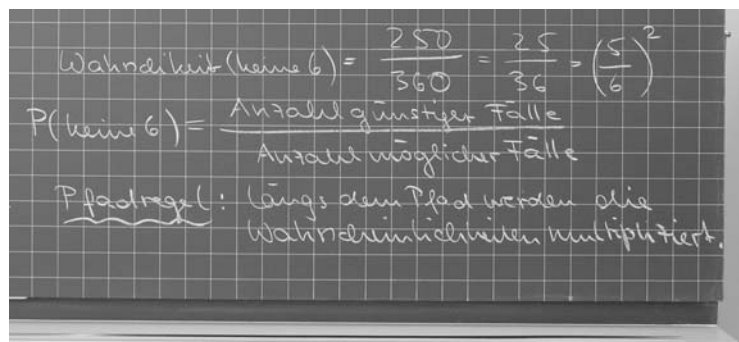 Wahrscheinlichkeit (keine 6) = 250/360 = 25/36 = (5/6)²
P(keine 6) = Anzahl günstiger Fälle / Anzahl möglicher Fälle
Pfadregel: Längs dem Pfad werden die
Wahrscheinlichkeiten multipliziert.